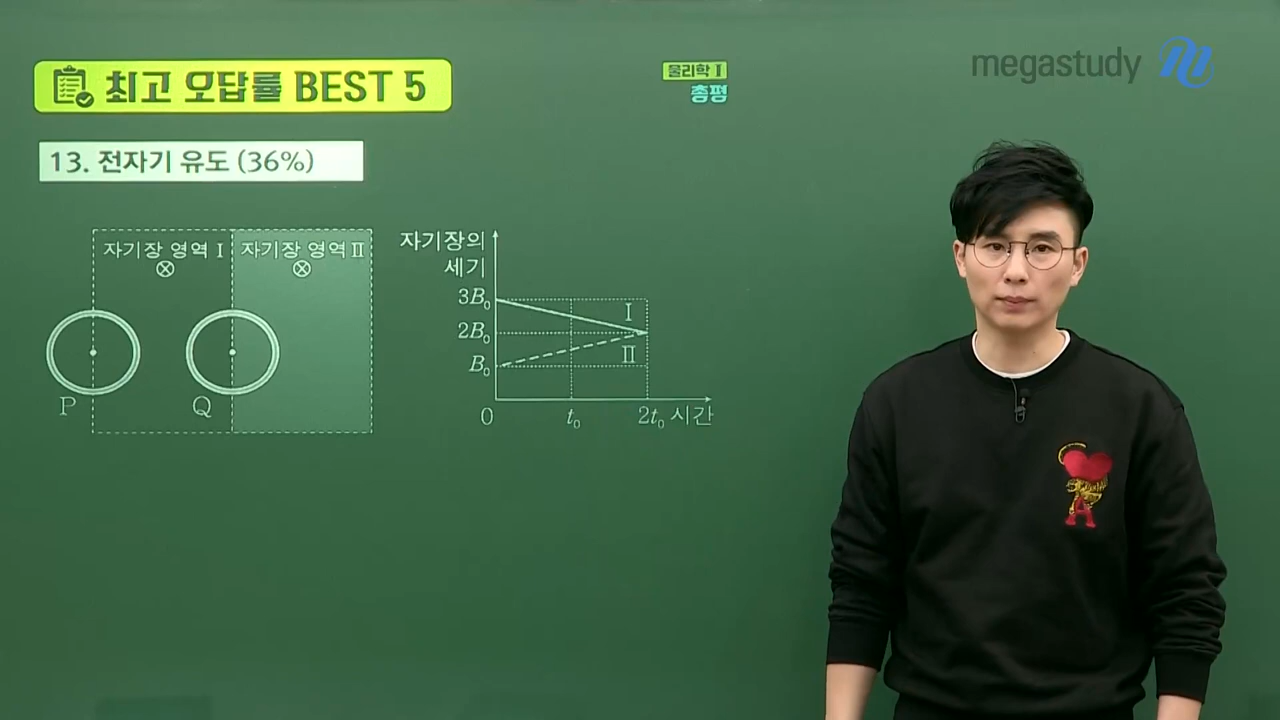 megastudy
최고 오답률 BEST 5
물리학 I
총평
13. 전자기 유도 (36%)
자기장 영역 Ⅰ
자기장 영역 Ⅱ
P
Q
자기장의
세기
3B₀
2B₀
B₀
Ⅰ
Ⅱ
0
t₀
2t₀ 시간
A